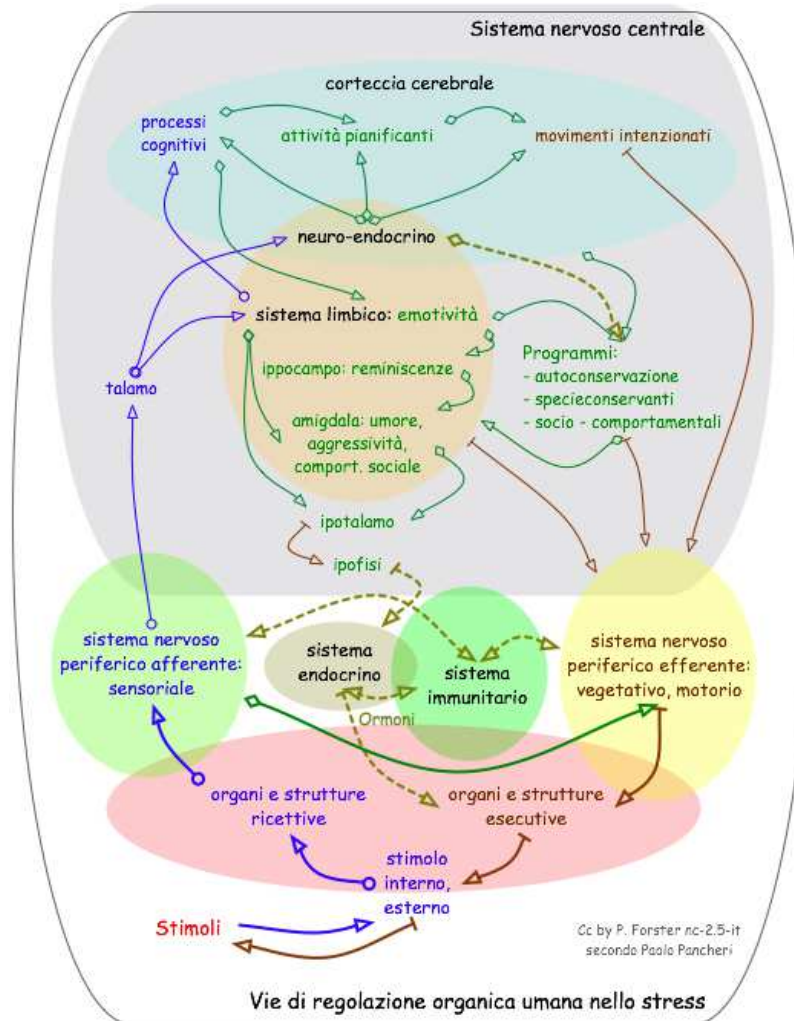 Sistema nervoso centrale
corteccia cerebrale
processi
cognitivi
attività pianificanti
movimenti intenzionati
neuro-endocrino
sistema limbico: emotività
ippocampo: reminiscenze
amigdala: umore,
aggressività,
comport. sociale
Programmi:
- autoconservazione
- specieconservanti
- socio - comportamentali
talamo
ipotalamo
ipofisi
sistema nervoso
periferico afferente:
sensoriale
sistema
endocrino
sistema
immunitario
sistema nervoso
periferico efferente:
vegetativo, motorio
Ormoni
organi e strutture
ricettive
organi e strutture
esecutive
stimolo
interno,
esterno
Stimoli
Cc by P. Forster nc-2.5-it
secondo Paolo Pancheri
Vie di regolazione organica umana nello stress